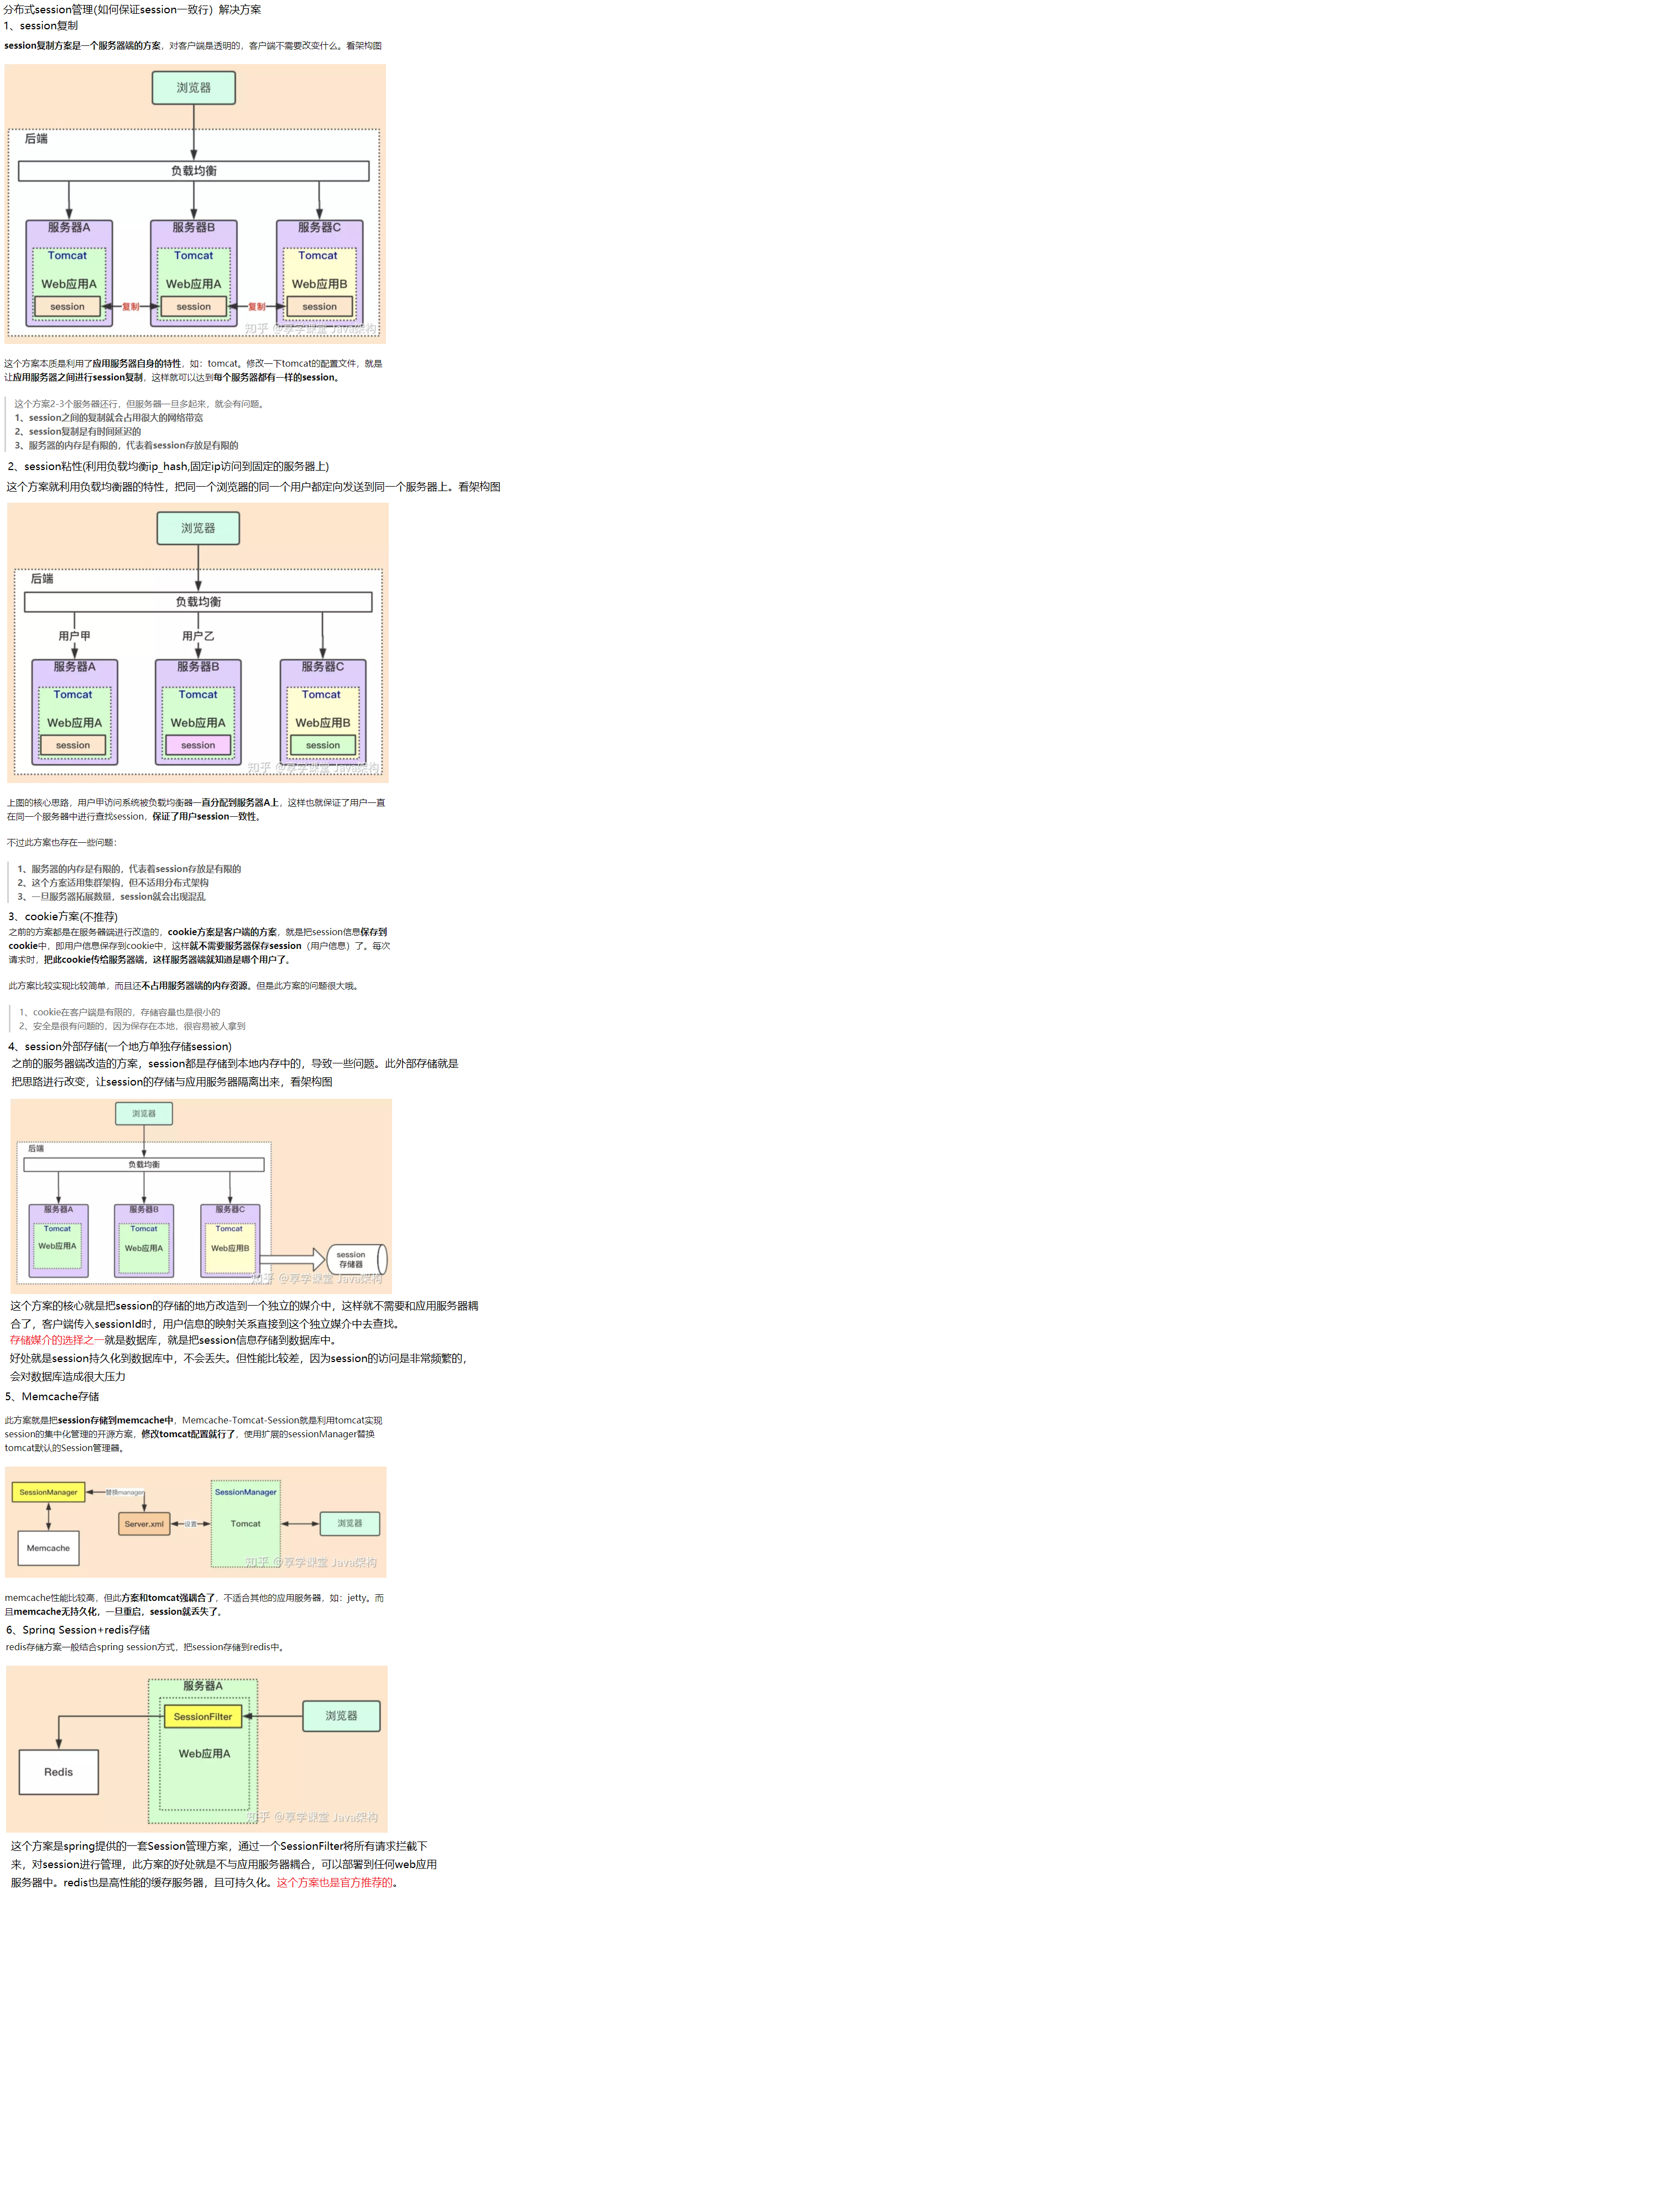 分布式session管理(如何保证session一致行）解决方案
1、session复制
session复制方案是一个服务器端的方案，对客户端是透明的，客户端不需要改变什么。看架构图
浏览器
后端
负载均衡
服务器A
服务器B
服务器C
Tomcat
Tomcat
Tomcat
Web应用A
Web应用A
Web应用B
session
复制
session
复制
session
知乎 @享学课堂 Java架构
这个方案本质是利用了应用服务器自身的特性，如：tomcat。修改一下tomcat的配置文件，就是
让应用服务器之间进行session复制，这样就可以达到每个服务器都有一样的session。
这个方案2-3个服务器还行，但服务器一旦多起来，就会有问题。
1、session之间的复制就会占用很大的网络带宽
2、session复制是有时间延迟的
3、服务器的内存是有限的，代表着session存放是有限的
2、session粘性(利用负载均衡ip_hash,固定ip访问到固定的服务器上)
这个方案就利用负载均衡器的特性，把同一个浏览器的同一个用户都定向发送到同一个服务器上。看架构图
浏览器
后端
负载均衡
用户甲
用户乙
服务器A
服务器B
服务器C
Tomcat
Tomcat
Tomcat
Web应用A
Web应用A
Web应用B
session
session
session
知乎 @享学课堂 Java架构
上图的核心思路，用户甲访问系统被负载均衡器一直分配到服务器A上，这样也就保证了用户一直
在同一个服务器中进行查找session，保证了用户session一致性。
不过此方案也存在一些问题：
1、服务器的内存是有限的，代表着session存放是有限的
2、这个方案适用集群架构，但不适用分布式架构
3、一旦服务器拓展数量，session就会出现混乱
3、cookie方案(不推荐)
之前的方案都是在服务器端进行改造的，cookie方案是客户端的方案，就是把session信息保存到
cookie中，即用户信息保存到cookie中，这样就不需要服务器保存session（用户信息）了。每次
请求时，把此cookie传给服务器端，这样服务器端就知道是哪个用户了。
此方案比较实现比较简单，而且还不占用服务器端的内存资源。但是此方案的问题很大哦。
1、cookie在客户端是有限的，存储容量也是很小的
2、安全是很有问题的，因为保存在本地，很容易被人拿到
4、session外部存储(一个地方单独存储session)
之前的服务器端改造的方案，session都是存储到本地内存中的，导致一些问题。此外部存储就是
把思路进行改变，让session的存储与应用服务器隔离出来，看架构图
浏览器
后端
负载均衡
服务器A
服务器B
服务器C
Tomcat
Tomcat
Tomcat
Web应用A
Web应用A
Web应用B
session
存储器
知乎 @享学课堂 Java架构
这个方案的核心就是把session的存储的地方改造到一个独立的媒介中，这样就不需要和应用服务器耦
合了，客户端传入sessionId时，用户信息的映射关系直接到这个独立媒介中去查找。
存储媒介的选择之一就是数据库，就是把session信息存储到数据库中。
好处就是session持久化到数据库中，不会丢失。但性能比较差，因为session的访问是非常频繁的，
会对数据库造成很大压力
5、Memcache存储
此方案就是把session存储到memcache中，Memcache-Tomcat-Session就是利用tomcat实现
session的集中化管理的开源方案，修改tomcat配置就行了，使用扩展的sessionManager替换
tomcat默认的Session管理器。
SessionManager
替换manager
SessionManager
Server.xml
设置
Tomcat
浏览器
Memcache
知乎 @享学课堂 Java架构
memcache性能比较高，但此方案和tomcat强耦合了，不适合其他的应用服务器，如：jetty。而
且memcache无持久化，一旦重启，session就丢失了。
6、Spring Session+redis存储
redis存储方案一般结合spring session方式，把session存储到redis中。
服务器A
SessionFilter
浏览器
Web应用A
Redis
知乎 @享学课堂 Java架构
这个方案是spring提供的一套Session管理方案，通过一个SessionFilter将所有请求拦截下
来，对session进行管理，此方案的好处就是不与应用服务器耦合，可以部署到任何web应用
服务器中。redis也是高性能的缓存服务器，且可持久化。这个方案也是官方推荐的。